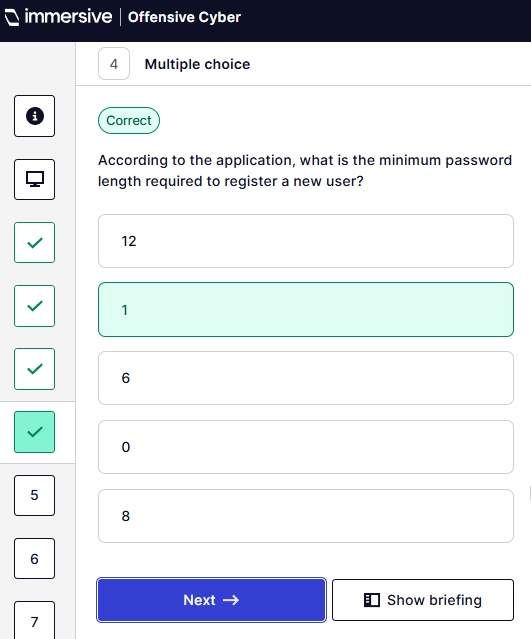 immersive | Offensive Cyber
4 Multiple choice
Correct
According to the application, what is the minimum password
length required to register a new user?
12
1
6
0
8
5
6
7
Next →
Show briefing